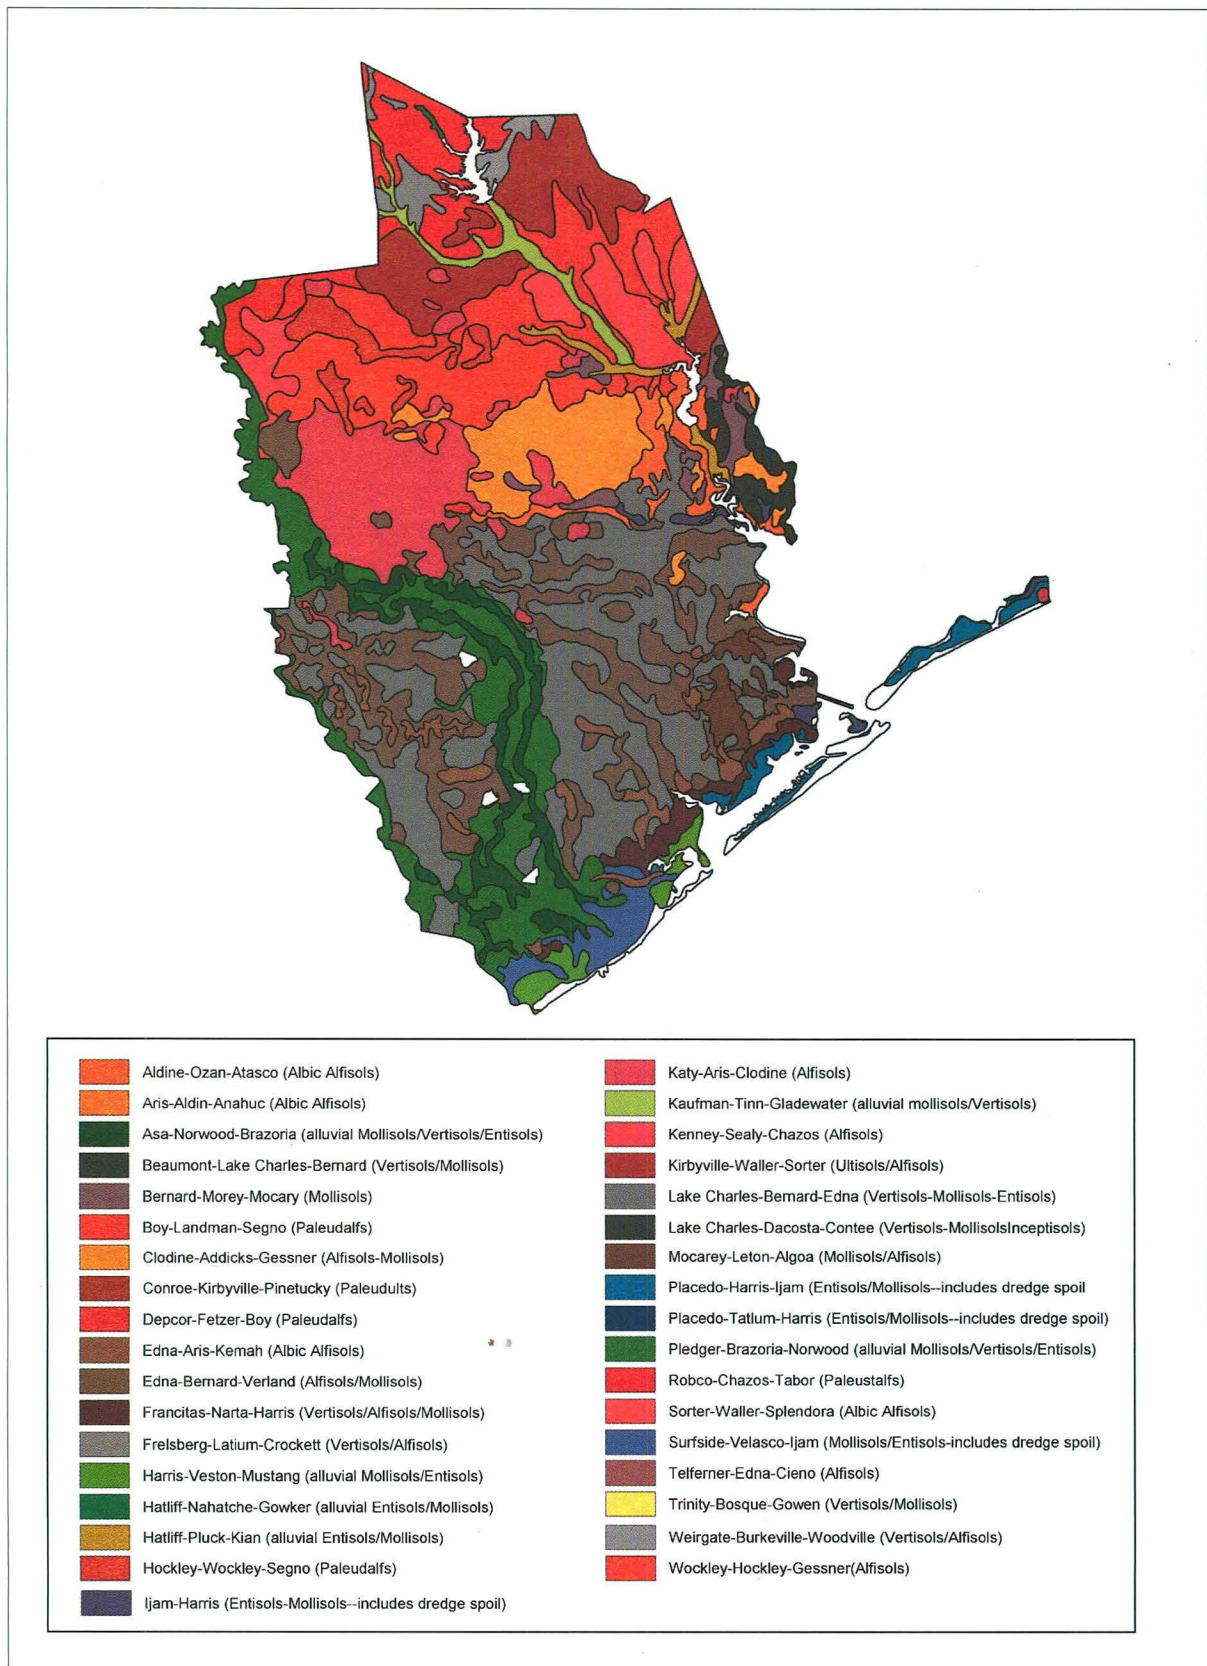 Aldine-Ozan-Atasco (Albic Alfisols)
Aris-Aldin-Anahuc (Albic Alfisols)
Asa-Norwood-Brazoria (alluvial Mollisols/Vertisols/Entisols)
Beaumont-Lake Charles-Bernard (Vertisols/Mollisols)
Bernard-Morey-Mocary (Mollisols)
Boy-Landman-Segno (Paleudalfs)
Clodine-Addicks-Gessner (Alfisols-Mollisols)
Conroe-Kirbyville-Pinetucky (Paleudults)
Depcor-Fetzer-Boy (Paleudalfs)
Edna-Aris-Kemah (Albic Alfisols)
Edna-Bernard-Verland (Alfisols/Mollisols)
Francitas-Narta-Harris (Vertisols/Alfisols/Mollisols)
Frelsberg-Latium-Crockett (Vertisols/Alfisols)
Harris-Veston-Mustang (alluvial Mollisols/Entisols)
Hatliff-Nahatche-Gowker (alluvial Entisols/Mollisols)
Hatliff-Pluck-Kian (alluvial Entisols/Mollisols)
Hockley-Wockley-Segno (Paleudalfs)
Ijam-Harris (Entisols-Mollisols--includes dredge spoil)
Katy-Aris-Clodine (Alfisols)
Kaufman-Tinn-Gladewater (alluvial mollisols/Vertisols)
Kenney-Sealy-Chazos (Alfisols)
Kirbyville-Waller-Sorter (Ultisols/Alfisols)
Lake Charles-Bernard-Edna (Vertisols-Mollisols-Entisols)
Lake Charles-Dacosta-Contee (Vertisols-MollisolsInceptisols)
Mocarey-Leton-Algoa (Mollisols/Alfisols)
Placedo-Harris-Ijam (Entisols/Mollisols--includes dredge spoil
Placedo-Tatlum-Harris (Entisols/Mollisols--includes dredge spoil)
Pledger-Brazoria-Norwood (alluvial Mollisols/Vertisols/Entisols)
Robco-Chazos-Tabor (Paleustalfs)
Sorter-Waller-Splendora (Albic Alfisols)
Surfside-Velasco-Ijam (Mollisols/Entisols-includes dredge spoil)
Telferner-Edna-Cieno (Alfisols)
Trinity-Bosque-Gowen (Vertisols/Mollisols)
Weirgate-Burkeville-Woodville (Vertisols/Alfisols)
Wockley-Hockley-Gessner(Alfisols)